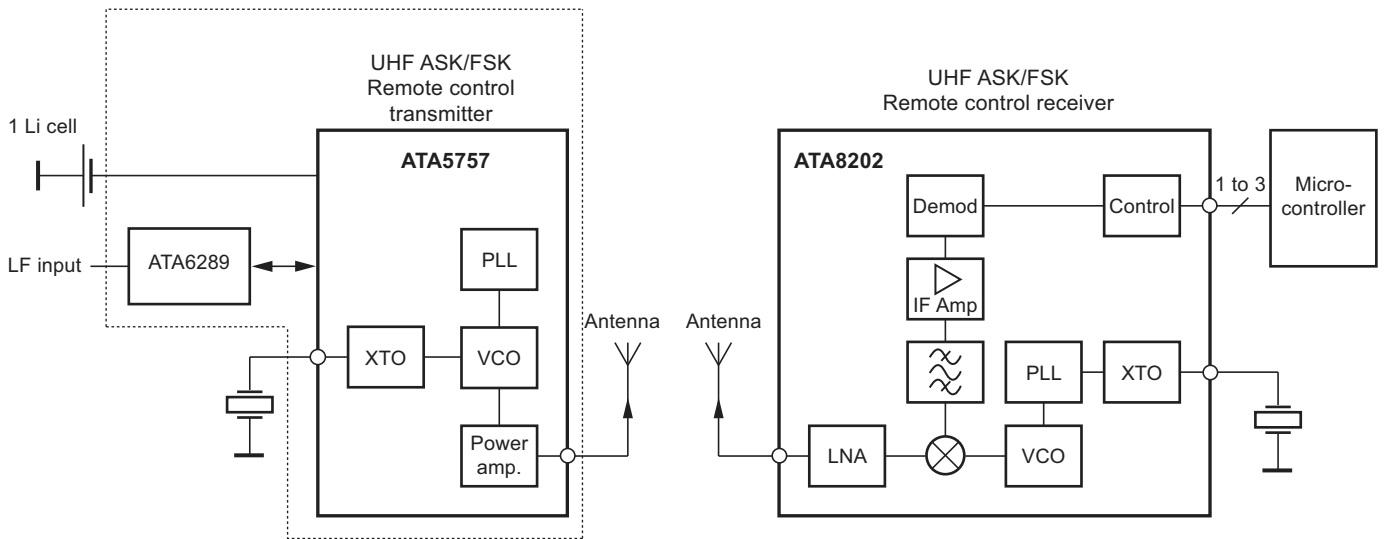 UHF ASK/FSK
Remote control
transmitter
1 Li cell
ATA5757
LF input
ATA6289
PLL
XTO
VCO
Power
amp.
Antenna
Antenna
UHF ASK/FSK
Remote control receiver
ATA8202
Demod
Control
1 to 3
Micro-
controller
IF Amp
PLL
XTO
LNA
VCO